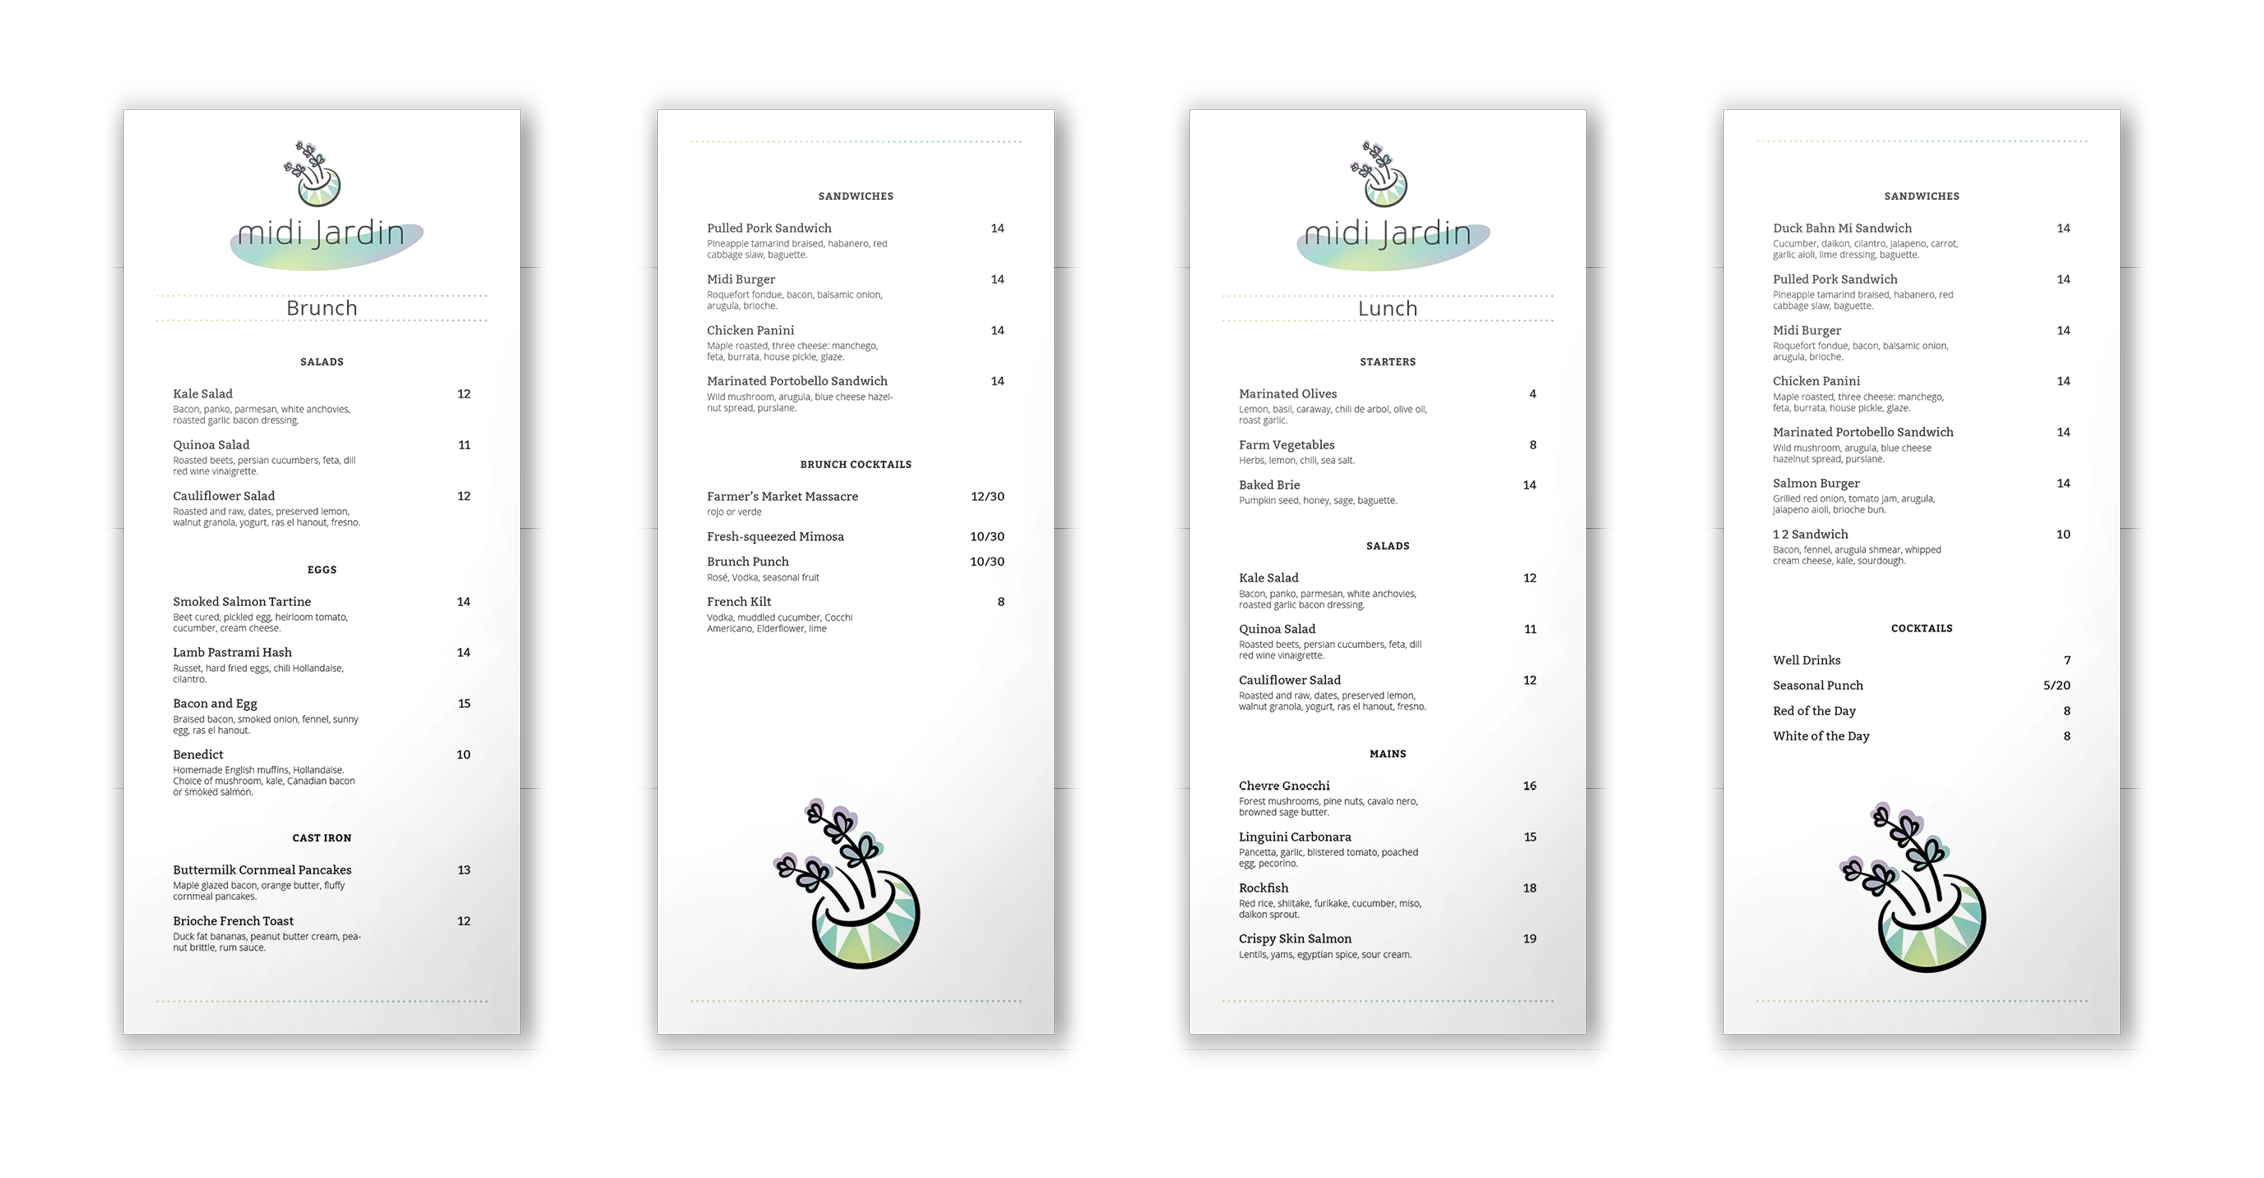 midi Jardin
Brunch
SALADS
Kale Salad 12
Bacon, panko, parmesan, white anchovies,
roasted garlic bacon dressing.
Quinoa Salad 11
Roasted beets, persian cucumbers, feta, dill
red wine vinaigrette.
Cauliflower Salad 12
Roasted and raw, dates, preserved lemon,
walnut granola, yogurt, ras el hanout, fresno.
EGGS
Smoked Salmon Tartine 14
Beet cured, pickled egg, heirloom tomato,
cucumber, cream cheese.
Lamb Pastrami Hash 14
Russet, hard fried eggs, chili Hollandaise,
cilantro.
Bacon and Egg 15
Braised bacon, smoked onion, fennel, sunny
egg, ras el hanout.
Benedict 10
Homemade English muffins, Hollandaise.
Choice of mushroom, kale, Canadian bacon
or smoked salmon.
CAST IRON
Buttermilk Cornmeal Pancakes 13
Maple glazed bacon, orange butter, fluffy
cornmeal pancakes.
Brioche French Toast 12
Duck fat bananas, peanut butter cream, pea-
nut brittle, rum sauce.
SANDWICHES
Pulled Pork Sandwich 14
Pineapple tamarind braised, habanero, red
cabbage slaw, baguette.
Midi Burger 14
Roquefort fondue, bacon, balsamic onion,
arugula, brioche.
Chicken Panini 14
Maple roasted, three cheese: manchego,
feta, burrata, house pickle, glaze.
Marinated Portobello Sandwich 14
Wild mushroom, arugula, blue cheese hazel-
nut spread, purslane.
BRUNCH COCKTAILS
Farmer’s Market Massacre 12/30
rojo or verde
Fresh-squeezed Mimosa 10/30
Brunch Punch 10/30
Rosé, Vodka, seasonal fruit
French Kilt 8
Vodka, muddled cucumber, Cocchi
Americano, Elderflower, lime
midi Jardin
Lunch
STARTERS
Marinated Olives 4
Lemon, basil, caraway, chili de arbol, olive oil,
roast garlic.
Farm Vegetables 8
Herbs, lemon, chili, sea salt.
Baked Brie 14
Pumpkin seed, honey, sage, baguette.
SALADS
Kale Salad 12
Bacon, panko, parmesan, white anchovies,
roasted garlic bacon dressing.
Quinoa Salad 11
Roasted beets, persian cucumbers, feta, dill
red wine vinaigrette.
Cauliflower Salad 12
Roasted and raw, dates, preserved lemon,
walnut granola, yogurt, ras el hanout, fresno.
MAINS
Chevre Gnocchi 16
Forest mushrooms, pine nuts, cavalo nero,
browned sage butter.
Linguini Carbonara 15
Pancetta, garlic, blistered tomato, poached
egg, pecorino.
Rockfish 18
Red rice, shiitake, furikake, cucumber, miso,
daikon sprout.
Crispy Skin Salmon 19
Lentils, yams, egyptian spice, sour cream.
SANDWICHES
Duck Bahn Mi Sandwich 14
Cucumber, daikon, cilantro, jalapeno, carrot,
garlic aioli, lime dressing, baguette.
Pulled Pork Sandwich 14
Pineapple tamarind braised, habanero, red
cabbage slaw, baguette.
Midi Burger 14
Roquefort fondue, bacon, balsamic onion,
arugula, brioche.
Chicken Panini 14
Maple roasted, three cheese: manchego,
feta, burrata, house pickle, glaze.
Marinated Portobello Sandwich 14
Wild mushroom, arugula, blue cheese
hazelnut spread, purslane.
Salmon Burger 14
Grilled red onion, tomato jam, arugula,
jalapeno aioli, brioche bun.
1 2 Sandwich 10
Bacon, fennel, arugula shmear, whipped
cream cheese, kale, sourdough.
COCKTAILS
Well Drinks 7
Seasonal Punch 5/20
Red of the Day 8
White of the Day 8